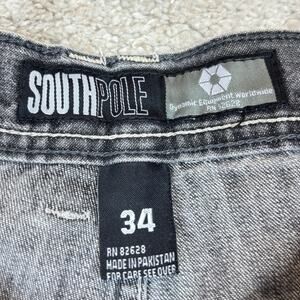 SOUTHPOLE
Dynamic Equipment Worldwide
RN 82628
34
RN 82628
MADE IN PAKISTAN
FOR CARE SEE OVER